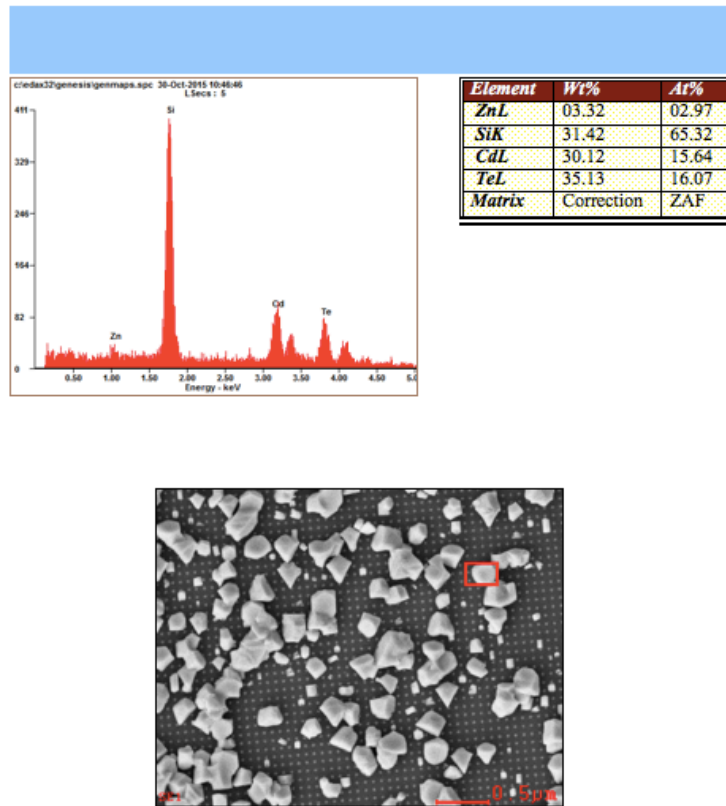 c:\edax32\genesis\genmaps.spc 30-Oct-2015 10:46:46
LSecs : 5
411
Si
329
246
164
82
Zn
Cd
Te
0
0.50 1.00 1.50 2.00 2.50 3.00 3.50 4.00 4.50 5.0
Energy - keV
Element Wt% At%
ZnL 03.32 02.97
SiK 31.42 65.32
CdL 30.12 15.64
TeL 35.13 16.07
Matrix Correction ZAF
SEI
0.5µm